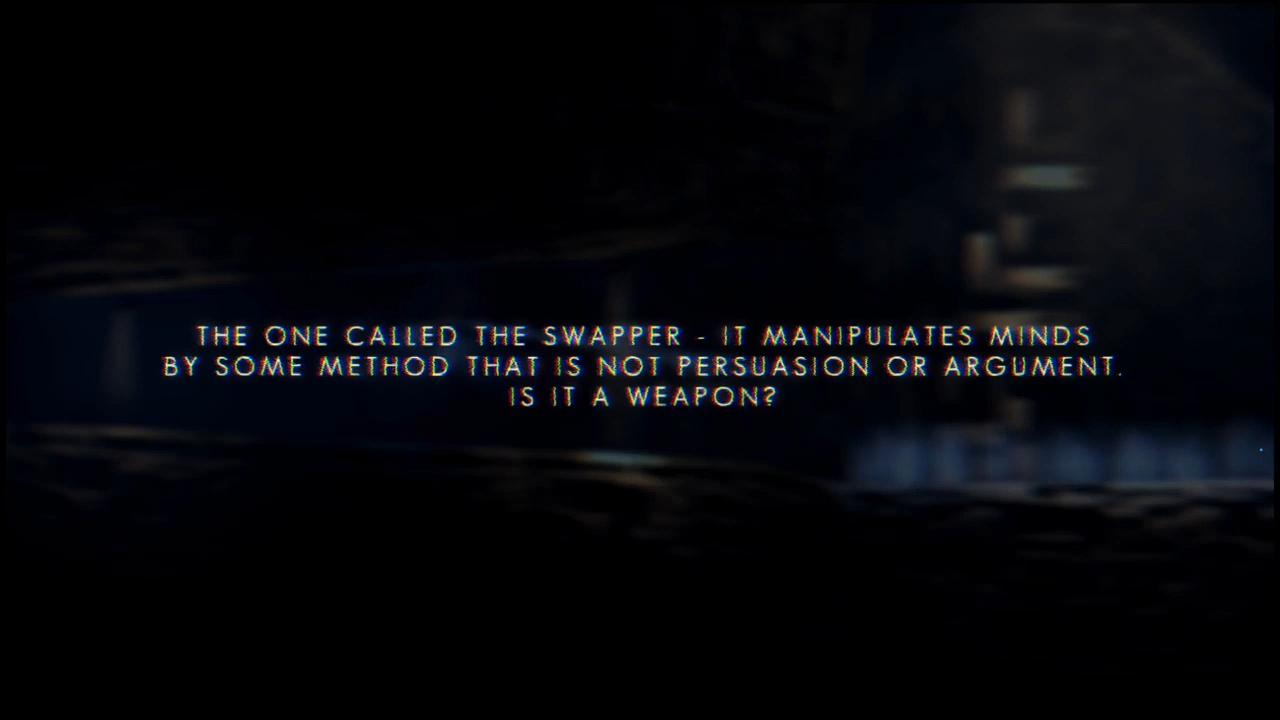 THE ONE CALLED THE SWAPPER - IT MANIPULATES MINDS
BY SOME METHOD THAT IS NOT PERSUASION OR ARGUMENT.
IS IT A WEAPON?